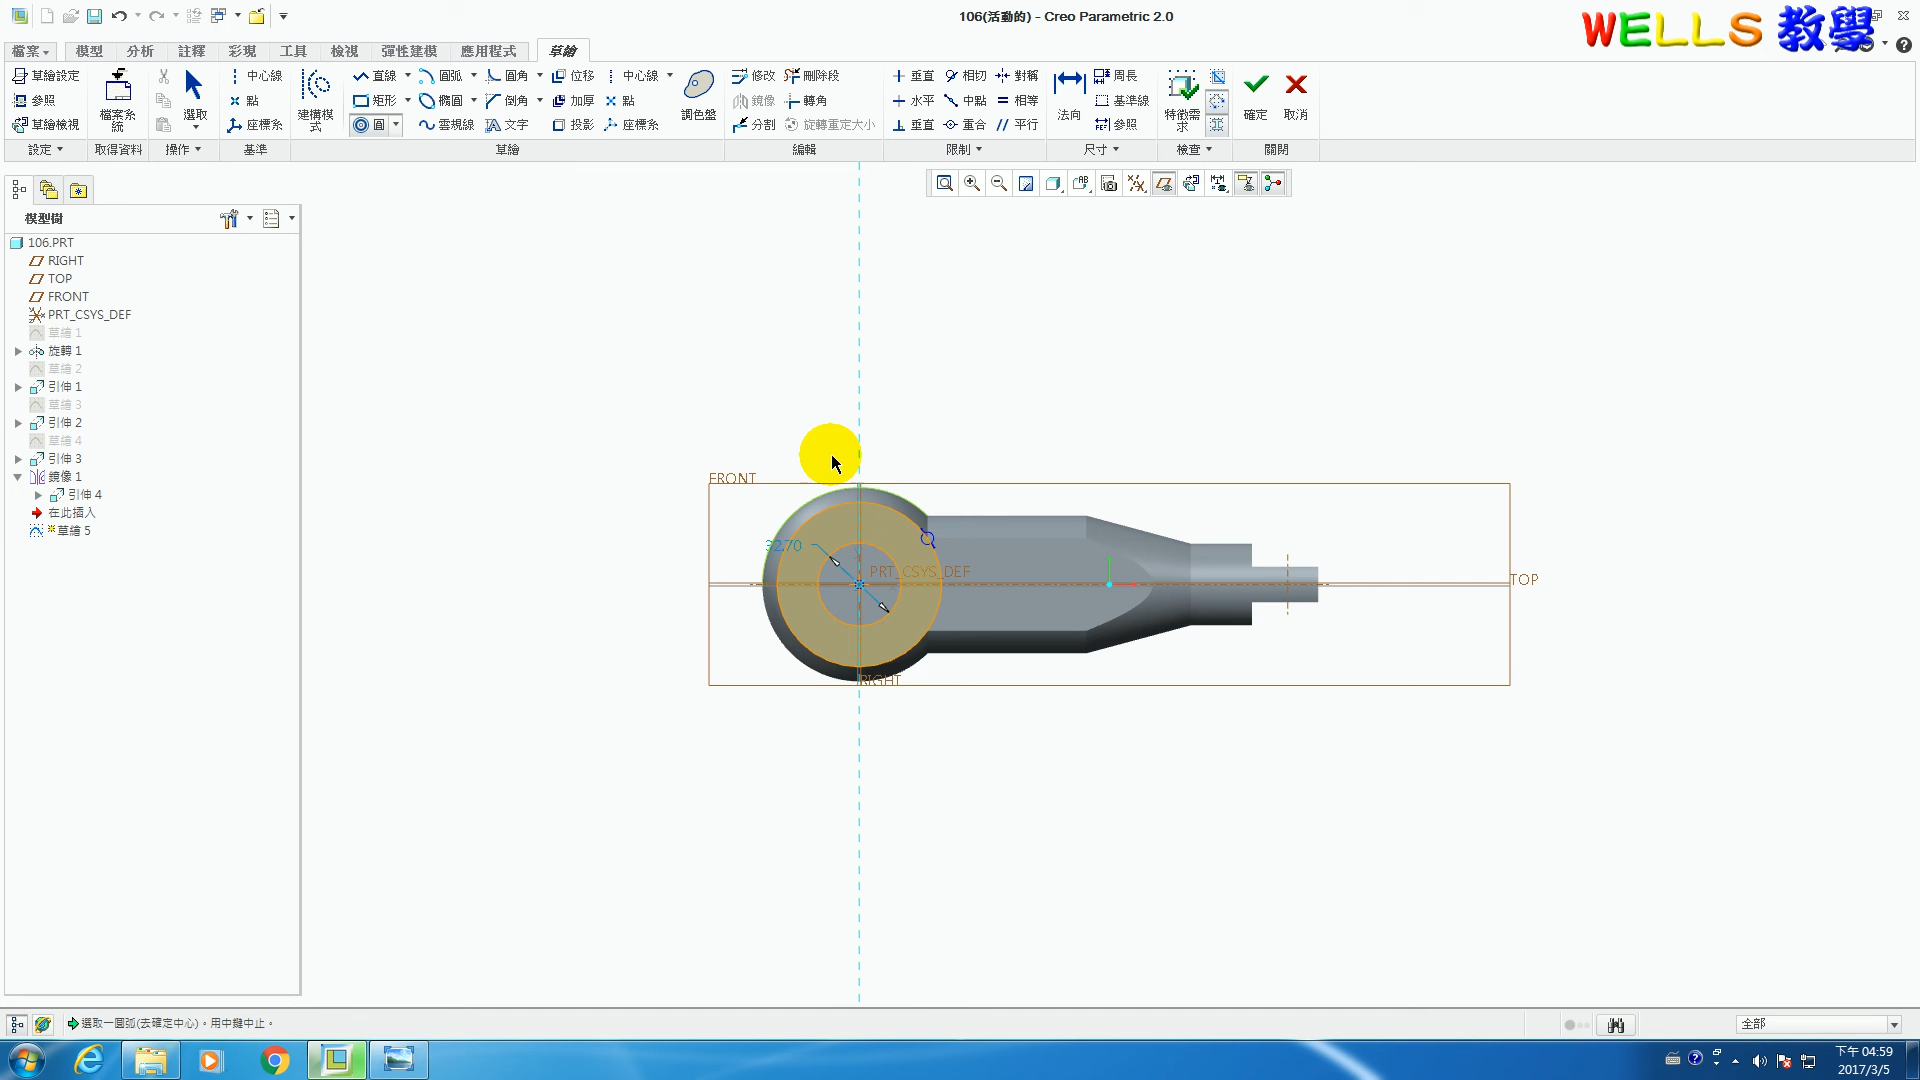 106(活動的) - Creo Parametric 2.0
WELLS 教學
檔案 模型 分析 註釋 彩現 工具 檢視 彈性建模 應用程式 草繪
草繪設定 中心線 直線 圓弧 圓角 位移 中心線 修改 刪除段 垂直 相切 對稱 周長
參照 點 矩形 橢圓 倒角 加厚 點 鏡像 轉角 水平 中點 相等 基準線
草繪檢視 座標系 圓 雲規線 文字 投影 座標系 分割 旋轉重定大小 垂直 重合 平行 參照
檔案系統 選取 建構模式 調色盤 法向 特徵需求 確定 取消
設定 取得資料 操作 基準 草繪 編輯 限制 尺寸 檢查 關閉
模型樹
106.PRT
RIGHT
TOP
FRONT
PRT_CSYS_DEF
草繪 1
旋轉 1
草繪 2
引伸 1
草繪 3
引伸 2
草繪 4
引伸 3
鏡像 1
引伸 4
在此插入
草繪 5
FRONT
PRT_CSYS_DEF
TOP
RIGHT
選取一圓弧(去確定中心)。用中鍵中止。
全部
下午 04:59
2017/3/5